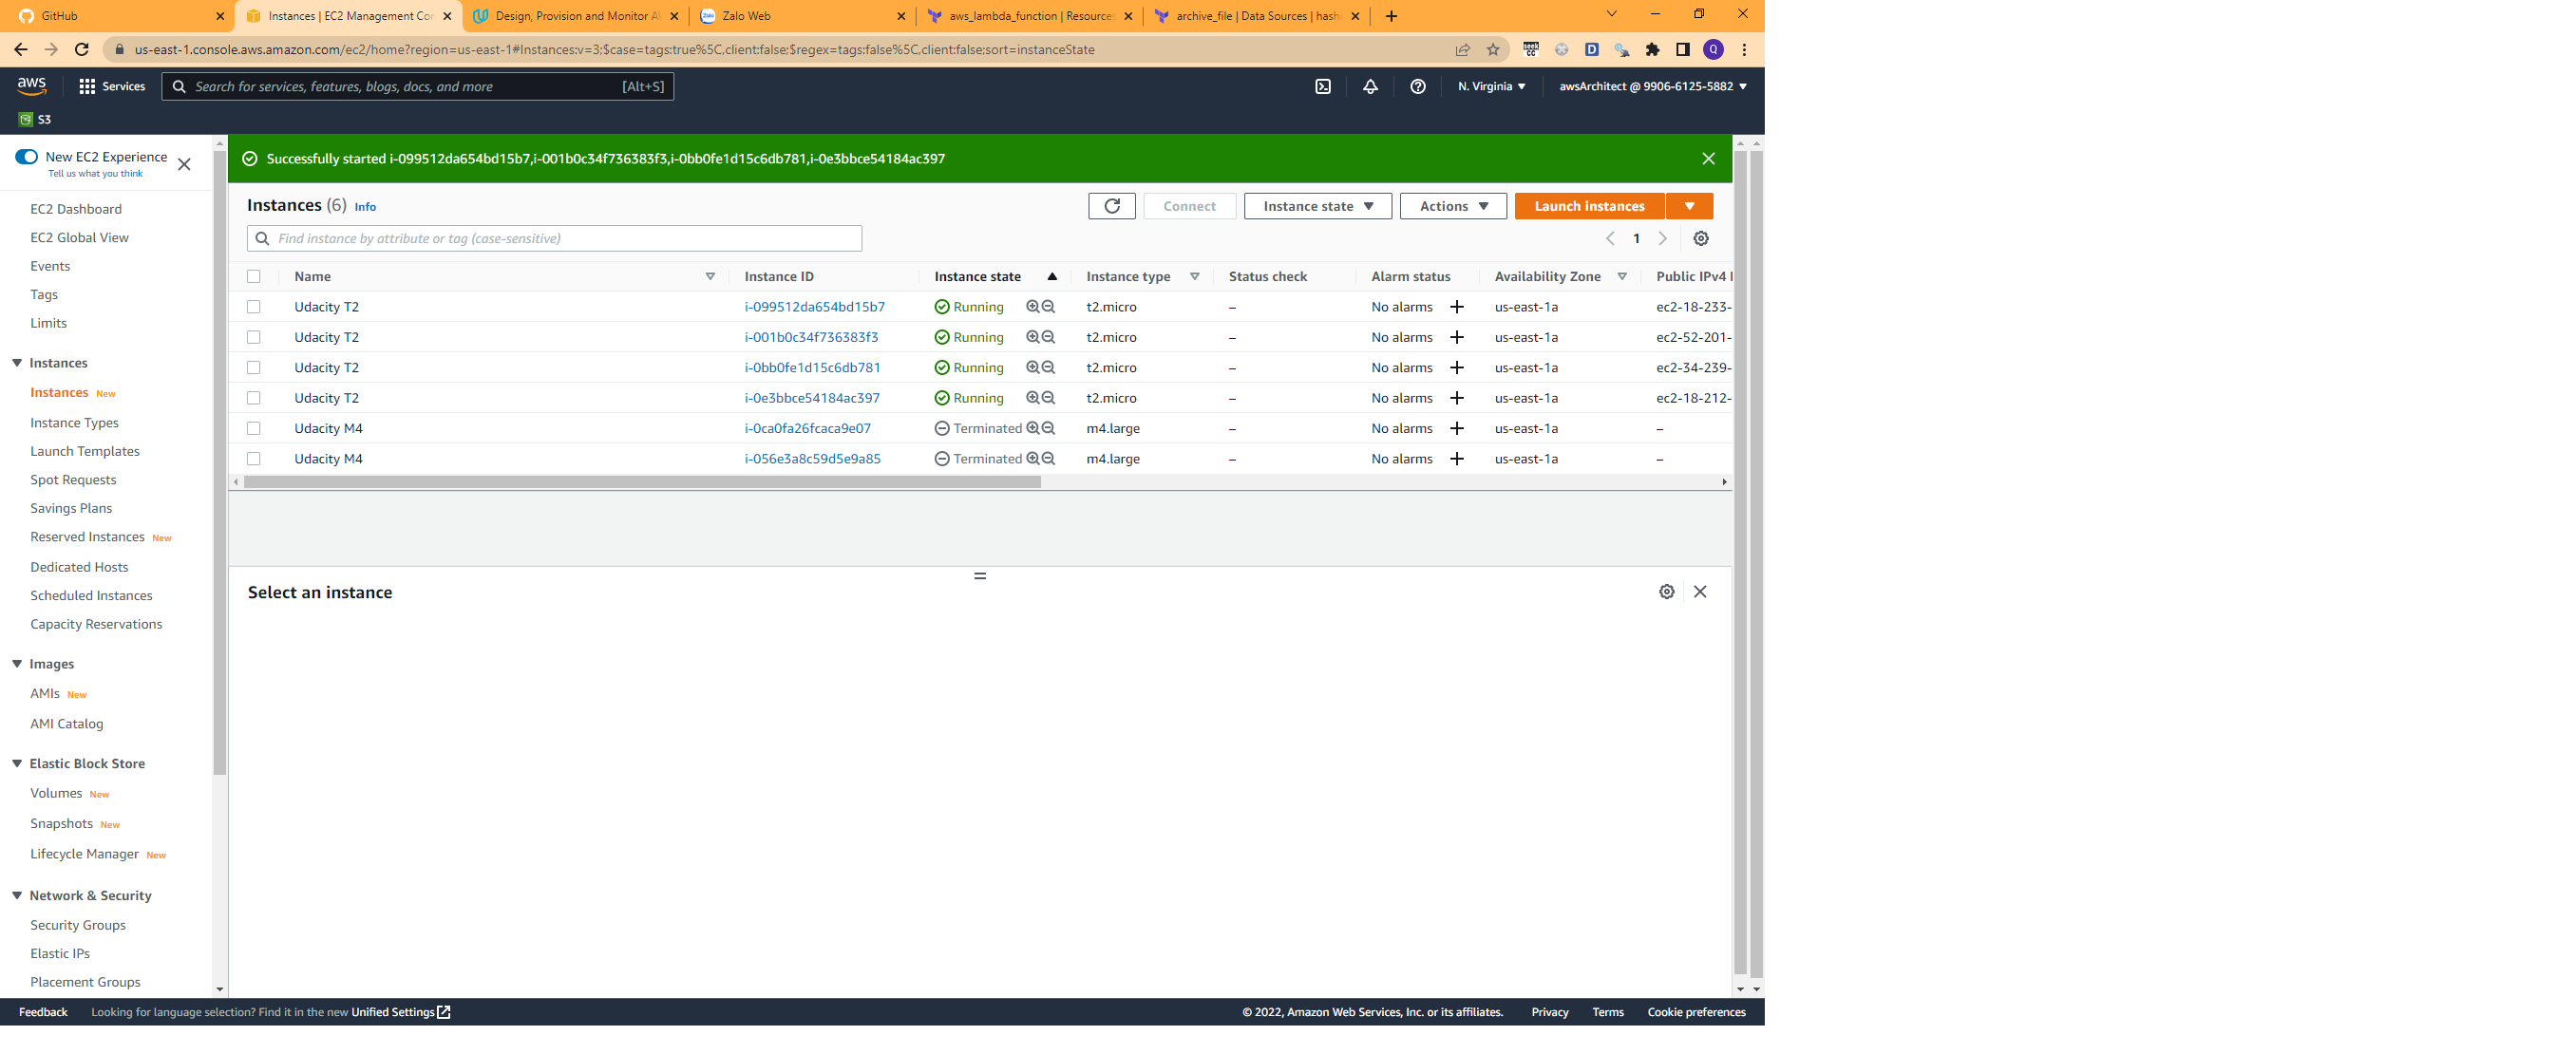 GitHub
Instances | EC2 Management Con
Design, Provision and Monitor AW
Zalo Web
aws_lambda_function | Resources
archive_file | Data Sources | hashi
us-east-1.console.aws.amazon.com/ec2/home?region=us-east-1#Instances:v=3;$case=tags:true%5C,client:false;$regex=tags:false%5C,client:false;sort=instanceState
aws
Services
Search for services, features, blogs, docs, and more
[Alt+S]
N. Virginia
awsArchitect @ 9906-6125-5882
S3
New EC2 Experience
Tell us what you think
EC2 Dashboard
EC2 Global View
Events
Tags
Limits
Instances
Instances New
Instance Types
Launch Templates
Spot Requests
Savings Plans
Reserved Instances New
Dedicated Hosts
Scheduled Instances
Capacity Reservations
Images
AMIs New
AMI Catalog
Elastic Block Store
Volumes New
Snapshots New
Lifecycle Manager New
Network & Security
Security Groups
Elastic IPs
Placement Groups
Successfully started i-099512da654bd15b7,i-001b0c34f736383f3,i-0bb0fe1d15c6db781,i-0e3bbce54184ac397
Instances (6) Info
Connect
Instance state
Actions
Launch instances
Find instance by attribute or tag (case-sensitive)
1
Name Instance ID Instance state Instance type Status check Alarm status Availability Zone Public IPv4
Udacity T2 i-099512da654bd15b7 Running t2.micro – No alarms + us-east-1a ec2-18-233-
Udacity T2 i-001b0c34f736383f3 Running t2.micro – No alarms + us-east-1a ec2-52-201-
Udacity T2 i-0bb0fe1d15c6db781 Running t2.micro – No alarms + us-east-1a ec2-34-239-
Udacity T2 i-0e3bbce54184ac397 Running t2.micro – No alarms + us-east-1a ec2-18-212-
Udacity M4 i-0ca0fa26fcaca9e07 Terminated m4.large – No alarms + us-east-1a –
Udacity M4 i-056e3a8c59d5e9a85 Terminated m4.large – No alarms + us-east-1a –
Select an instance
Feedback
Looking for language selection? Find it in the new Unified Settings
© 2022, Amazon Web Services, Inc. or its affiliates.
Privacy
Terms
Cookie preferences